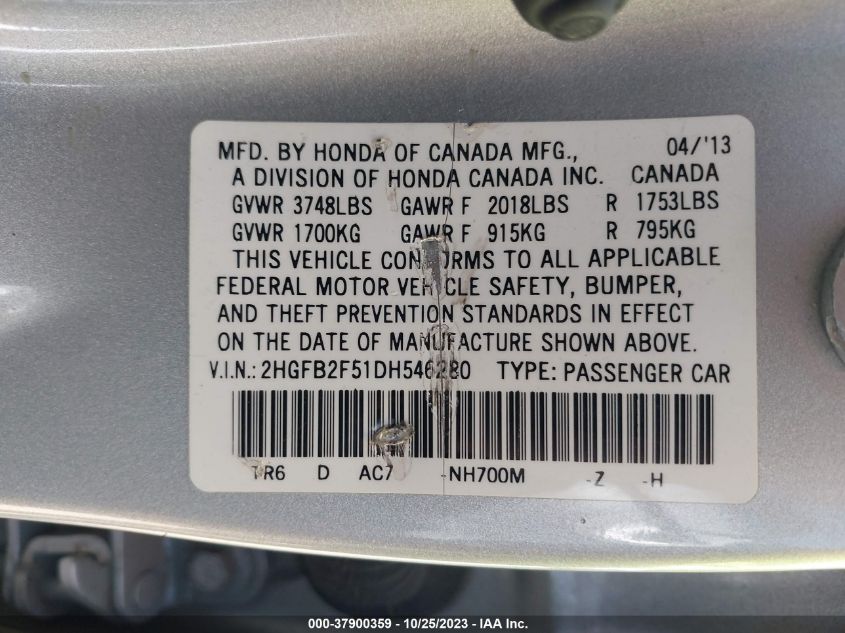 MFD. BY HONDA OF CANADA MFG., 04/'13
A DIVISION OF HONDA CANADA INC. CANADA
GVWR 3748LBS GAWR F 2018LBS R 1753LBS
GVWR 1700KG GAWR F 915KG R 795KG
THIS VEHICLE CONFORMS TO ALL APPLICABLE
FEDERAL MOTOR VEHICLE SAFETY, BUMPER,
AND THEFT PREVENTION STANDARDS IN EFFECT
ON THE DATE OF MANUFACTURE SHOWN ABOVE.
V.I.N.: 2HGFB2F51DH546280 TYPE: PASSENGER CAR
TR6 D AC7 -NH700M -Z -H
000-37900359 - 10/25/2023 - IAA Inc.